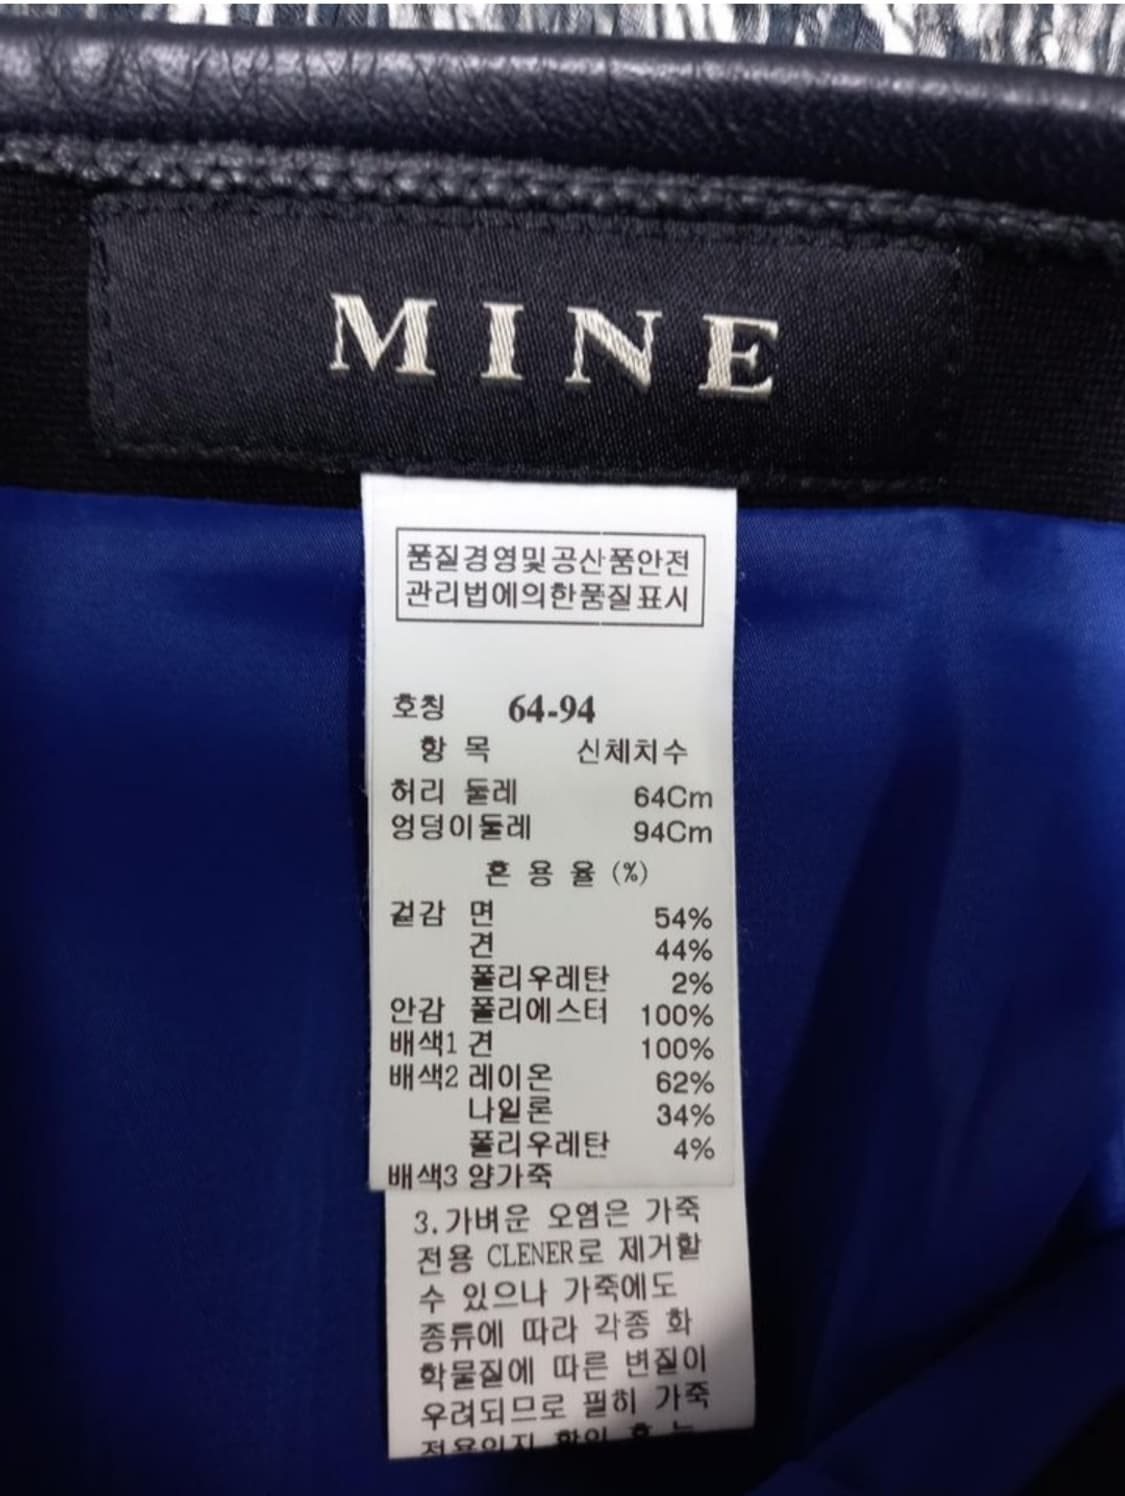 MINE
품질경영및공산품안전
관리법에의한품질표시
호칭 64-94
항 목 신체치수
허리 둘레 64Cm
엉덩이둘레 94Cm
혼 용 율 (%)
겉감 면 54%
견 44%
폴리우레탄 2%
안감 폴리에스터 100%
배색1 견 100%
배색2 레이온 62%
나일론 34%
폴리우레탄 4%
배색3 양가죽
3.가벼운 오염은 가죽
전용 CLENER로 제거할
수 있으나 가죽에도
종류에 따라 각종 화
학물질에 따른 변질이
우려되므로 필히 가죽
전용인지 확인 후